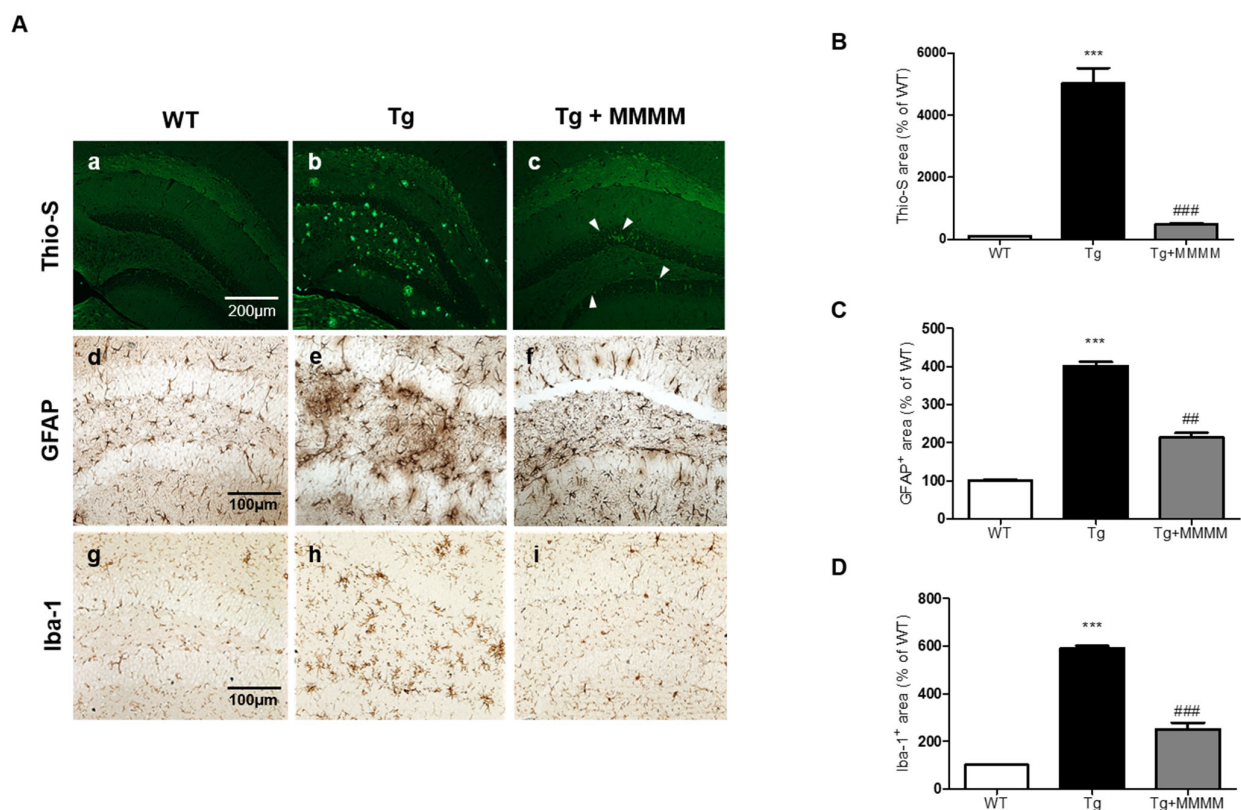 A
WT
Tg
Tg + MMMM
Thio-S
a
b
c
200μm
GFAP
d
e
f
100μm
Iba-1
g
h
i
100μm
B
Thio-S area (% of WT)
6000
4000
2000
0
***
###
WT
Tg
Tg+MMMM
C
GFAP⁺ area (% of WT)
500
400
300
200
100
0
***
##
WT
Tg
Tg+MMMM
D
Iba-1⁺ area (% of WT)
800
600
400
200
0
***
###
WT
Tg
Tg+MMMM